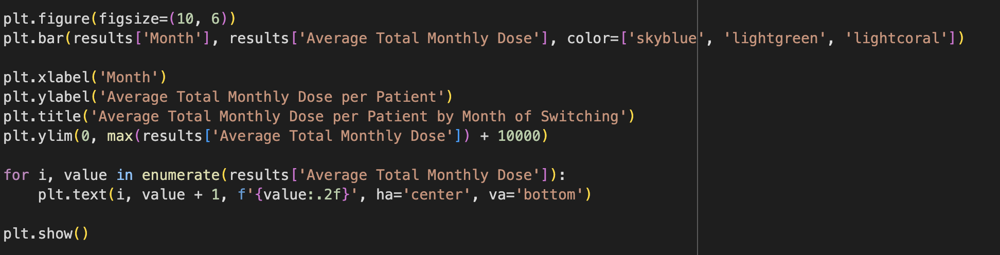 plt.figure(figsize=(10, 6))
plt.bar(results['Month'], results['Average Total Monthly Dose'], color=['skyblue', 'lightgreen', 'lightcoral'])

plt.xlabel('Month')
plt.ylabel('Average Total Monthly Dose per Patient')
plt.title('Average Total Monthly Dose per Patient by Month of Switching')
plt.ylim(0, max(results['Average Total Monthly Dose']) + 10000)

for i, value in enumerate(results['Average Total Monthly Dose']):
    plt.text(i, value + 1, f'{value:.2f}', ha='center', va='bottom')

plt.show()